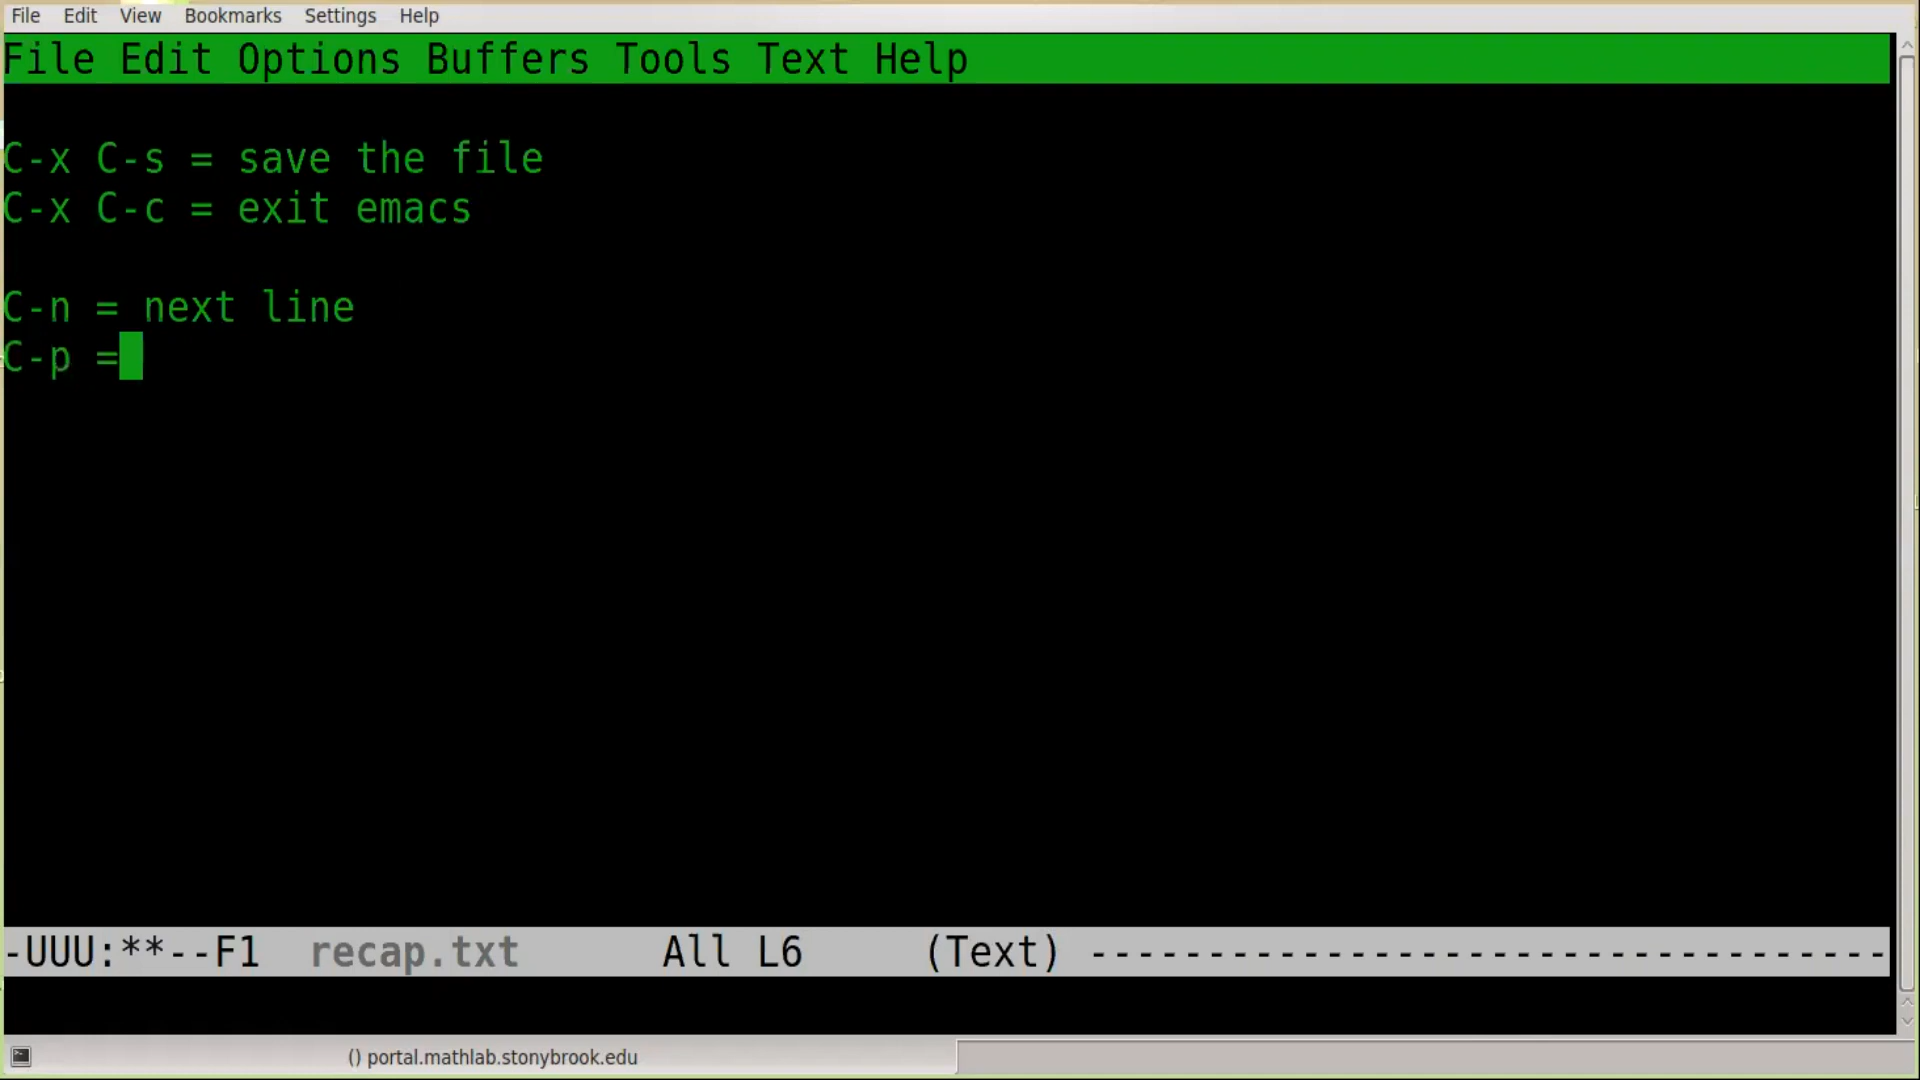 File Edit View Bookmarks Settings Help
File Edit Options Buffers Tools Text Help
C-x C-s = save the file
C-x C-c = exit emacs
C-n = next line
C-p =
-UUU:**--F1 recap.txt All L6 (Text) ----------------------------------
() portal.mathlab.stonybrook.edu